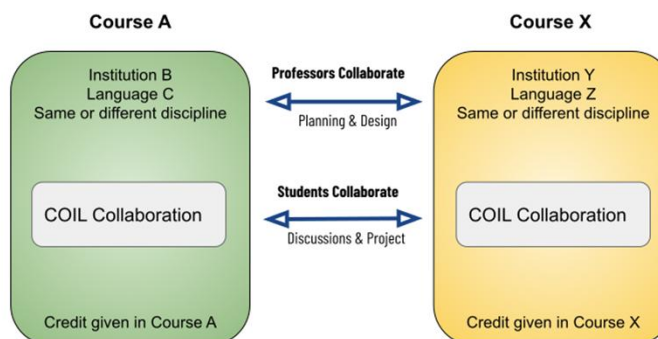 Course A
Institution B
Language C
Same or different discipline
COIL Collaboration
Credit given in Course A
Professors Collaborate
Planning & Design
Students Collaborate
Discussions & Project
Course X
Institution Y
Language Z
Same or different discipline
COIL Collaboration
Credit given in Course X